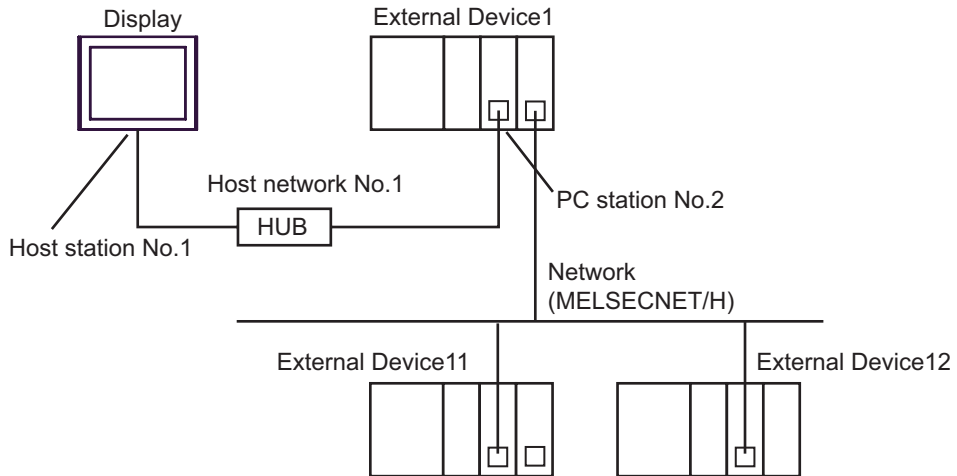 Display
External Device1
Host network No.1
PC station No.2
HUB
Host station No.1
Network
(MELSECNET/H)
External Device11
External Device12